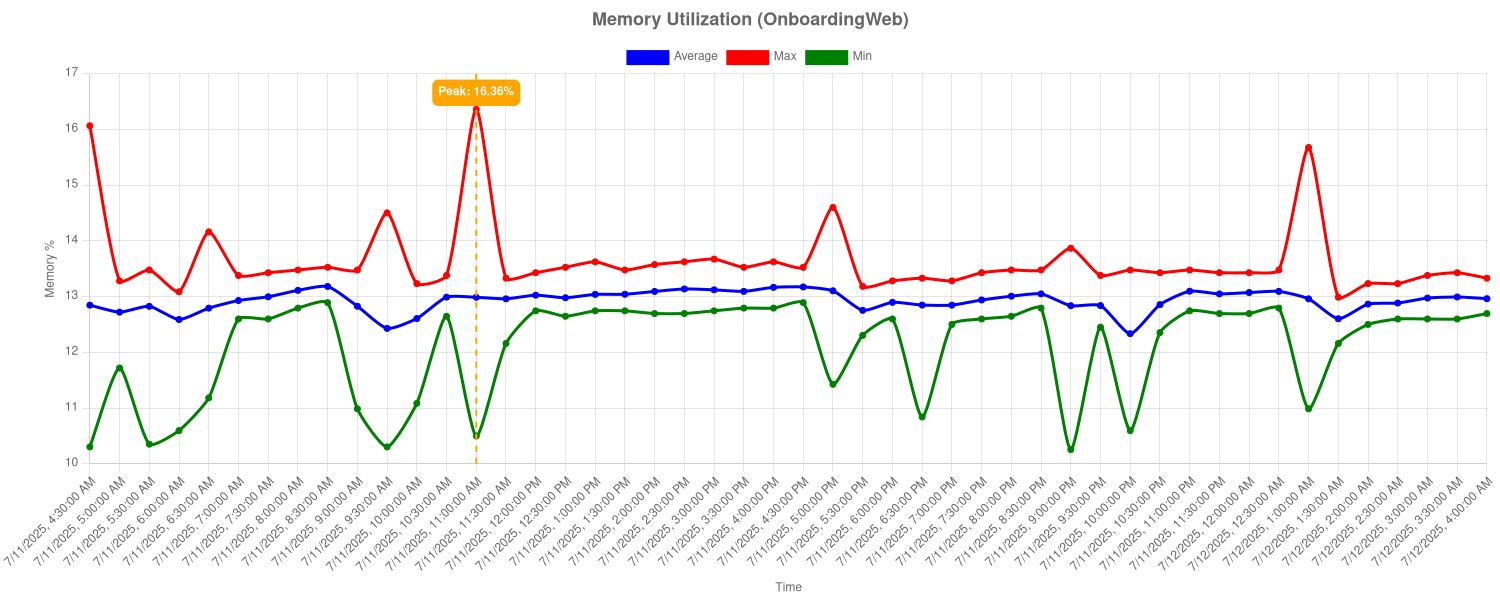 Memory Utilization (OnboardingWeb)
Average Max Min
Peak: 16.36%
Memory %
17
16
15
14
13
12
11
10
7/11/2025, 4:30:00 AM
7/11/2025, 5:00:00 AM
7/11/2025, 5:30:00 AM
7/11/2025, 6:00:00 AM
7/11/2025, 6:30:00 AM
7/11/2025, 7:00:00 AM
7/11/2025, 7:30:00 AM
7/11/2025, 8:00:00 AM
7/11/2025, 8:30:00 AM
7/11/2025, 9:00:00 AM
7/11/2025, 9:30:00 AM
7/11/2025, 10:00:00 AM
7/11/2025, 10:30:00 AM
7/11/2025, 11:00:00 AM
7/11/2025, 11:30:00 AM
7/11/2025, 12:00:00 PM
7/11/2025, 12:30:00 PM
7/11/2025, 1:00:00 PM
7/11/2025, 1:30:00 PM
7/11/2025, 2:00:00 PM
7/11/2025, 2:30:00 PM
7/11/2025, 3:00:00 PM
7/11/2025, 3:30:00 PM
7/11/2025, 4:00:00 PM
7/11/2025, 4:30:00 PM
7/11/2025, 5:00:00 PM
7/11/2025, 5:30:00 PM
7/11/2025, 6:00:00 PM
7/11/2025, 6:30:00 PM
7/11/2025, 7:00:00 PM
7/11/2025, 7:30:00 PM
7/11/2025, 8:00:00 PM
7/11/2025, 8:30:00 PM
7/11/2025, 9:00:00 PM
7/11/2025, 9:30:00 PM
7/11/2025, 10:00:00 PM
7/11/2025, 10:30:00 PM
7/11/2025, 11:00:00 PM
7/11/2025, 11:30:00 PM
7/12/2025, 12:00:00 AM
7/12/2025, 12:30:00 AM
7/12/2025, 1:00:00 AM
7/12/2025, 1:30:00 AM
7/12/2025, 2:00:00 AM
7/12/2025, 2:30:00 AM
7/12/2025, 3:00:00 AM
7/12/2025, 3:30:00 AM
7/12/2025, 4:00:00 AM
Time